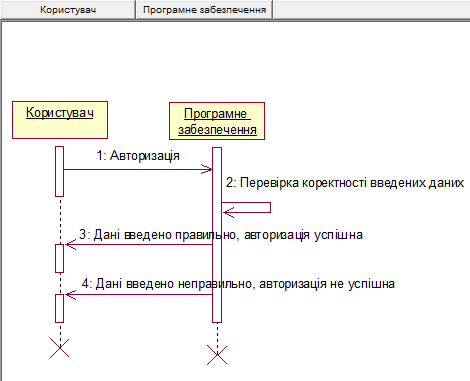 Користувач
Програмне забезпечення
Користувач
Програмне
забезпечення
1: Авторизація
2: Перевірка коректності введених даних
3: Дані введено правильно, авторизація успішна
4: Дані введено неправильно, авторизація не успішна